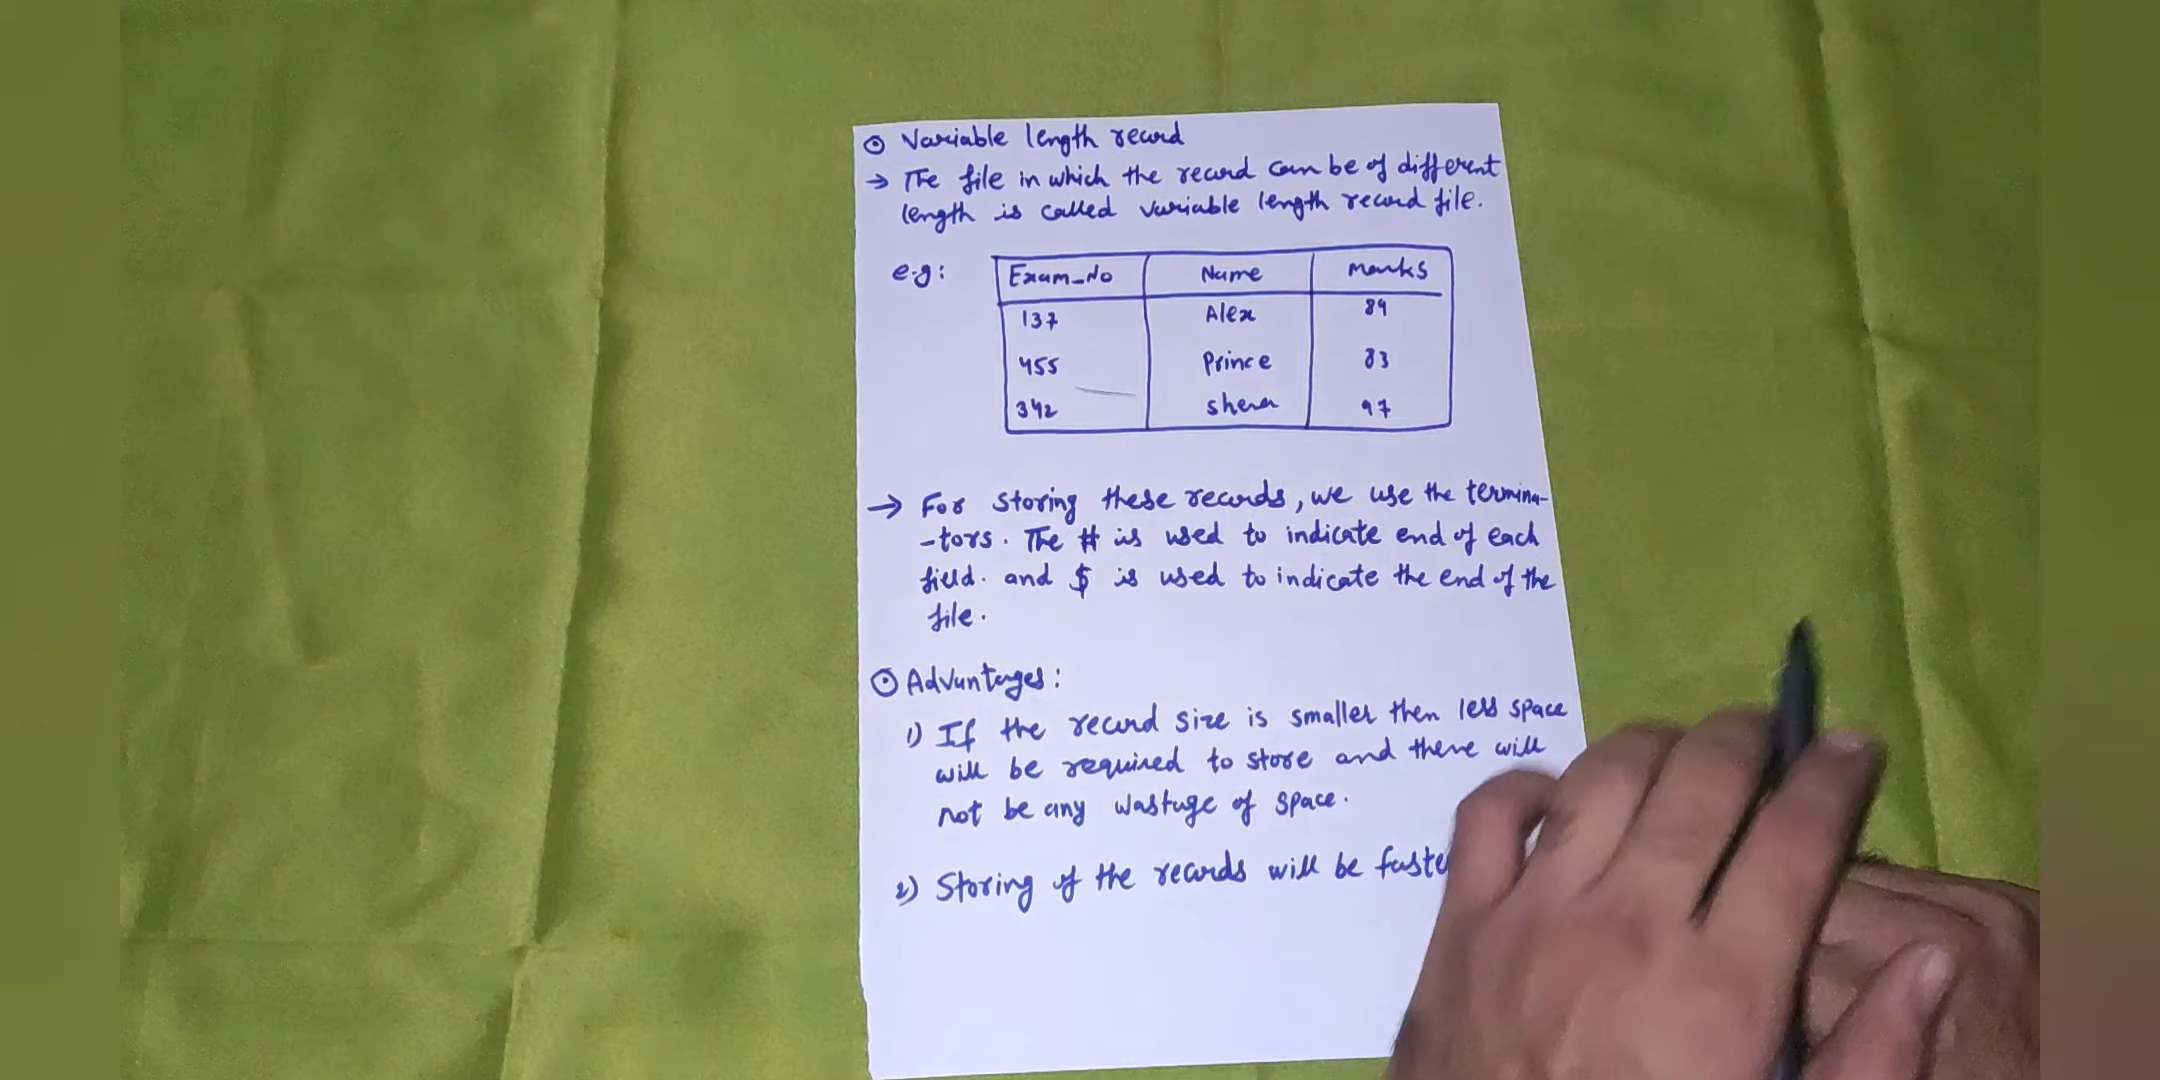 Variable length record
→ The file in which the record can be of different
length is called variable length record file.
e.g:
Exam_No Name Marks
137 Alex 89
455 Prince 83
342 97
→ For storing these records, we use the termina-
-tors. The # is used to indicate end of each
field. and $ is used to indicate the end of the
file.
Advantages:
1) If the record size is smaller then less space
will be required to store and there will
not be any wastage of space.
2) Storing of the records will be faste